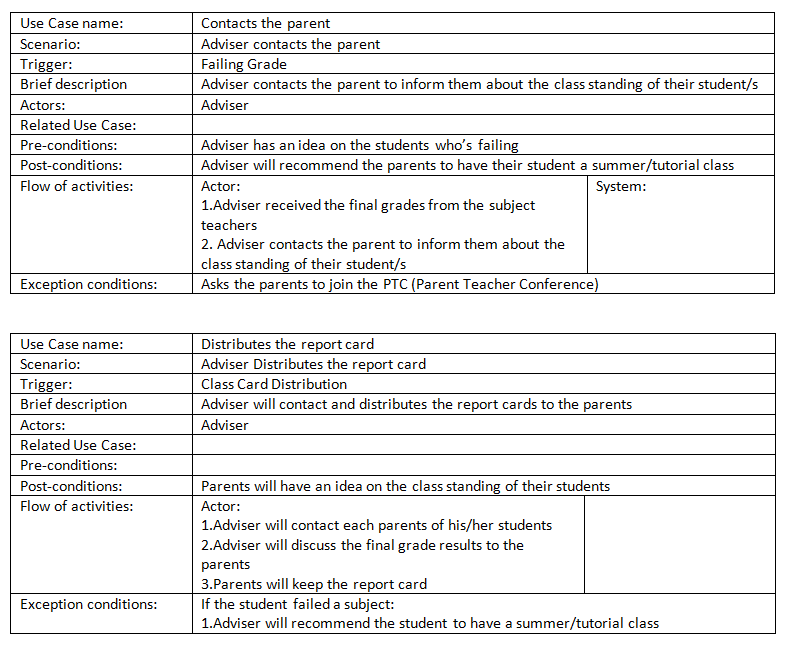 Use Case name: Contacts the parent
Scenario: Adviser contacts the parent
Trigger: Failing Grade
Brief description Adviser contacts the parent to inform them about the class standing of their student/s
Actors: Adviser
Related Use Case:
Pre-conditions: Adviser has an idea on the students who's failing
Post-conditions: Adviser will recommend the parents to have their student a summer/tutorial class
Flow of activities: Actor: System:
1.Adviser received the final grades from the subject
teachers
2. Adviser contacts the parent to inform them about the
class standing of their student/s
Exception conditions: Asks the parents to join the PTC (Parent Teacher Conference)
Use Case name: Distributes the report card
Scenario: Adviser Distributes the report card
Trigger: Class Card Distribution
Brief description Adviser will contact and distributes the report cards to the parents
Actors: Adviser
Related Use Case:
Pre-conditions:
Post-conditions: Parents will have an idea on the class standing of their students
Flow of activities: Actor:
1.Adviser will contact each parents of his/her students
2.Adviser will discuss the final grade results to the
parents
3.Parents will keep the report card
Exception conditions: If the student failed a subject:
1.Adviser will recommend the student to have a summer/tutorial class